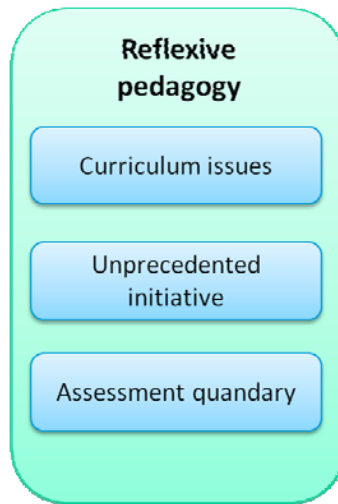 Reflexive
pedagogy
Curriculum issues
Unprecedented
initiative
Assessment quandary